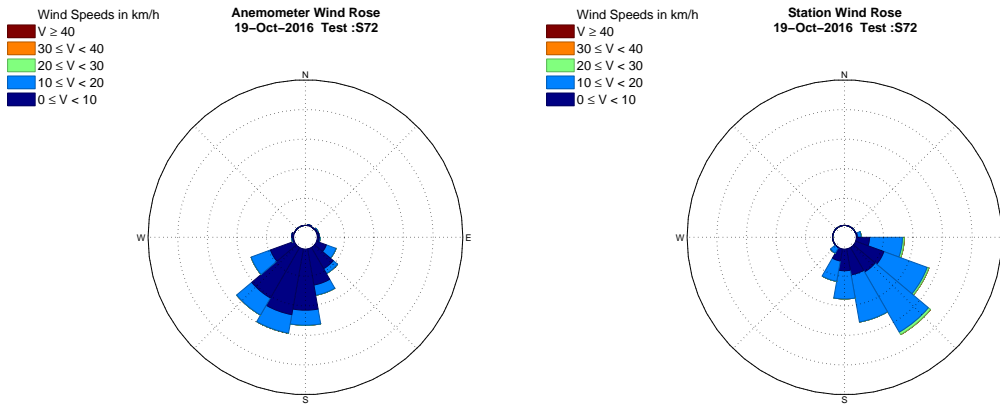 Wind Speeds in km/h
V ≥ 40
30 ≤ V < 40
20 ≤ V < 30
10 ≤ V < 20
0 ≤ V < 10
Anemometer Wind Rose
19−Oct−2016 Test :S72
N
W
E
S
Wind Speeds in km/h
V ≥ 40
30 ≤ V < 40
20 ≤ V < 30
10 ≤ V < 20
0 ≤ V < 10
Station Wind Rose
19−Oct−2016 Test :S72
N
W
S